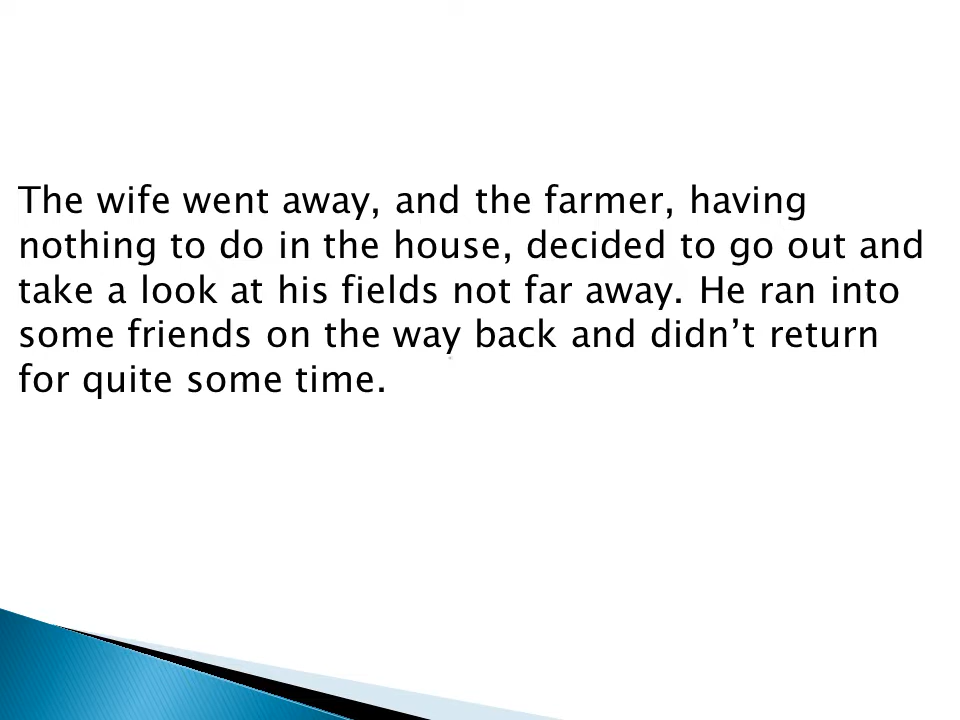 The wife went away, and the farmer, having
nothing to do in the house, decided to go out and
take a look at his fields not far away. He ran into
some friends on the way back and didn’t return
for quite some time.